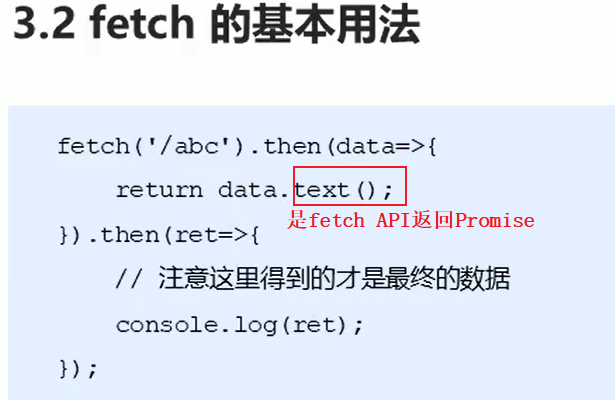 3.2 fetch 的基本用法
fetch('/abc').then(data=>{
return data.text();
是fetch API返回Promise
}).then(ret=>{
// 注意这里得到的才是最终的数据
console.log(ret);
});